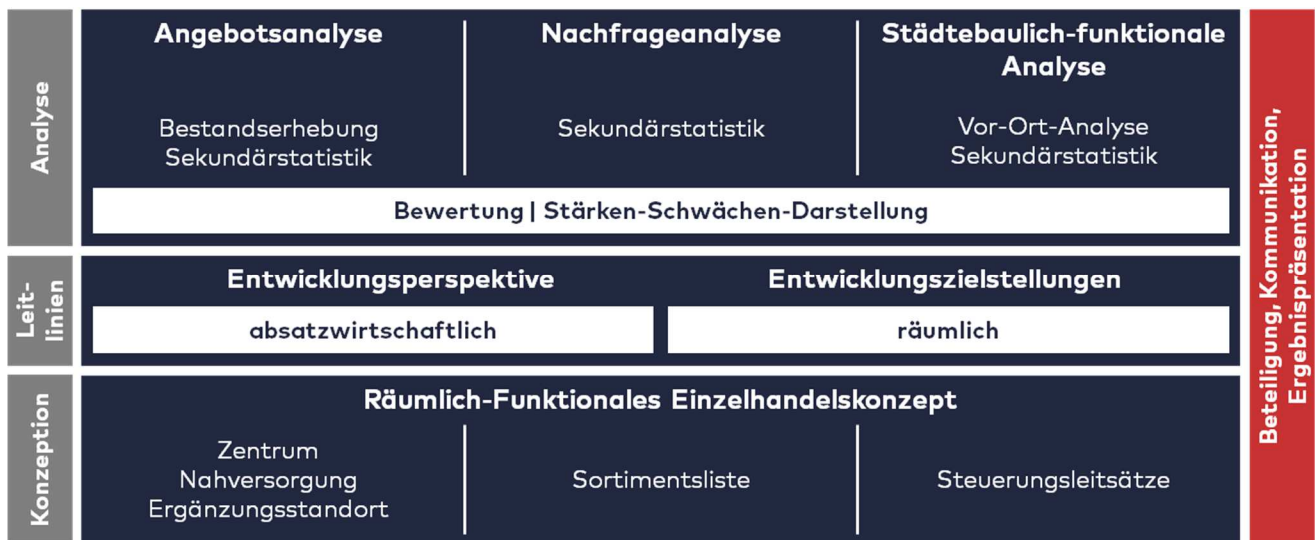 Analyse
Angebotsanalyse
Bestandserhebung
Sekundärstatistik
Nachfrageanalyse
Sekundärstatistik
Städtebaulich-funktionale
Analyse
Vor-Ort-Analyse
Sekundärstatistik
Bewertung | Stärken-Schwächen-Darstellung
Leit-
linien
Entwicklungsperspektive
absatzwirtschaftlich
Entwicklungszielstellungen
räumlich
Konzeption
Räumlich-Funktionales Einzelhandelskonzept
Zentrum
Nahversorgung
Ergänzungsstandort
Sortimentsliste
Steuerungsleitsätze
Beteiligung, Kommunikation,
Ergebnispräsentation